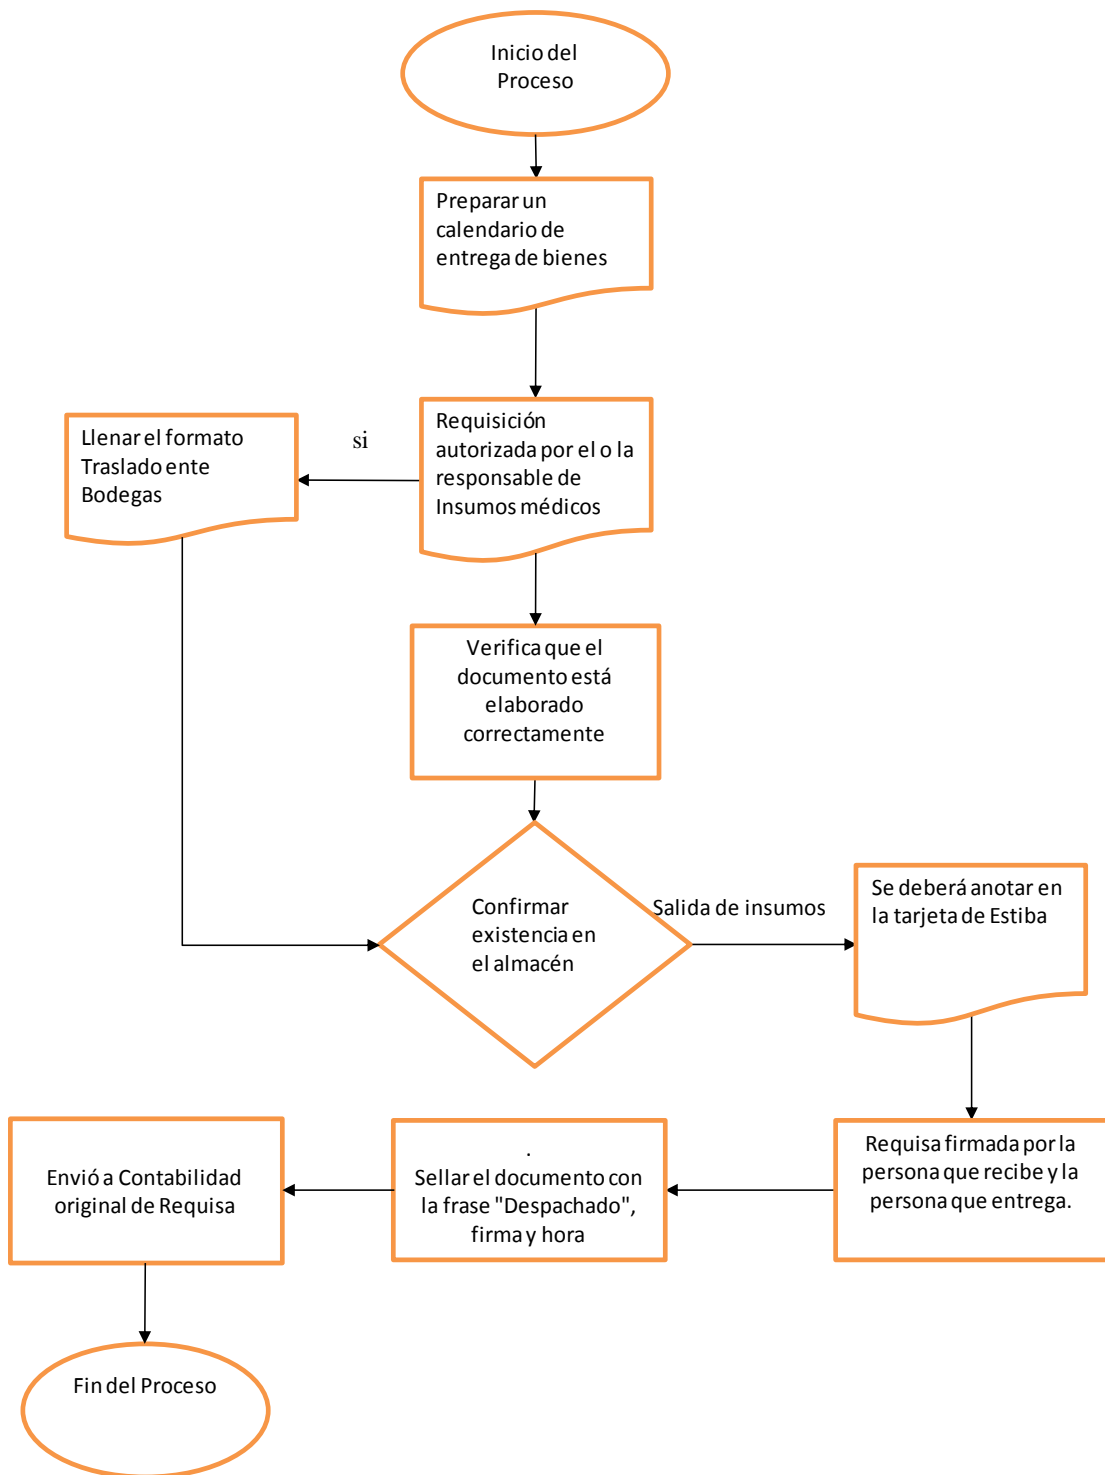 Inicio del
Proceso
Preparar un
calendario de
entrega de bienes
Requisición
autorizada por el o la
responsable de
Insumos médicos
si
Llenar el formato
Traslado ente
Bodegas
Verifica que el
documento está
elaborado
correctamente
Confirmar
existencia en
el almacén
Salida de insumos
Se deberá anotar en
la tarjeta de Estiba
Requisa firmada por la
persona que recibe y la
persona que entrega.
.
Sellar el documento con
la frase "Despachado",
firma y hora
Envió a Contabilidad
original de Requisa
Fin del Proceso